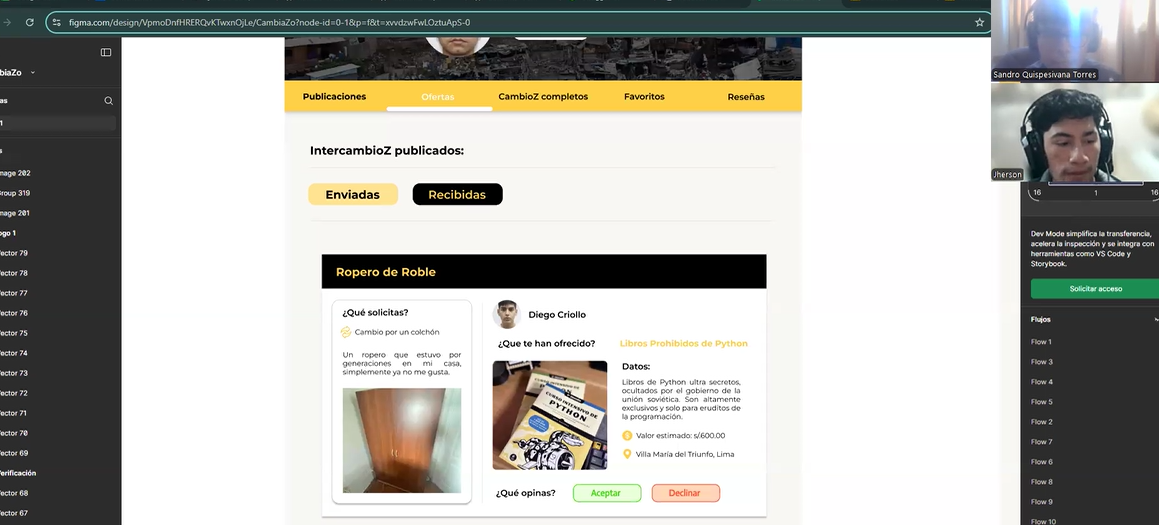 figma.com/design/VpmoDnfHRERQvKTwxnOjLe/CambiaZo?node-id=0-1&p=f&t=xvvdzwFwLOztuApS-0
Sandro Quispesivana Torres
Jherson
biaZo
as
1
s
mage 202
Group 319
mage 201
ogo 1
ector 79
ector 78
ector 77
ector 76
ector 75
ector 74
ector 73
ector 72
ector 71
ector 70
ector 69
erificación
ector 68
ector 67
Publicaciones
Ofertas
CambioZ completos
Favoritos
Reseñas
IntercambioZ publicados:
Enviadas
Recibidas
Ropero de Roble
¿Qué solicitas?
Cambio por un colchón
Un ropero que estuvo por
generaciones en mi casa,
simplemente ya no me gusta.
Diego Criollo
¿Que te han ofrecido?
Libros Prohibidos de Python
CURSO INTENSIVO DE
PYTHON
Datos:
Libros de Python ultra secretos,
ocultados por el gobierno de la
unión soviética. Son altamente
exclusivos y solo para eruditos de
la programación.
Valor estimado: s/.600.00
Villa María del Triunfo, Lima
¿Qué opinas?
Aceptar
Declinar
16
1
16
Dev Mode simplifica la transferencia,
acelera la inspección y se integra con
herramientas como VS Code y
Storybook.
Solicitar acceso
Flujos
Flow 1
Flow 3
Flow 4
Flow 5
Flow 2
Flow 7
Flow 6
Flow 8
Flow 9
Flow 10